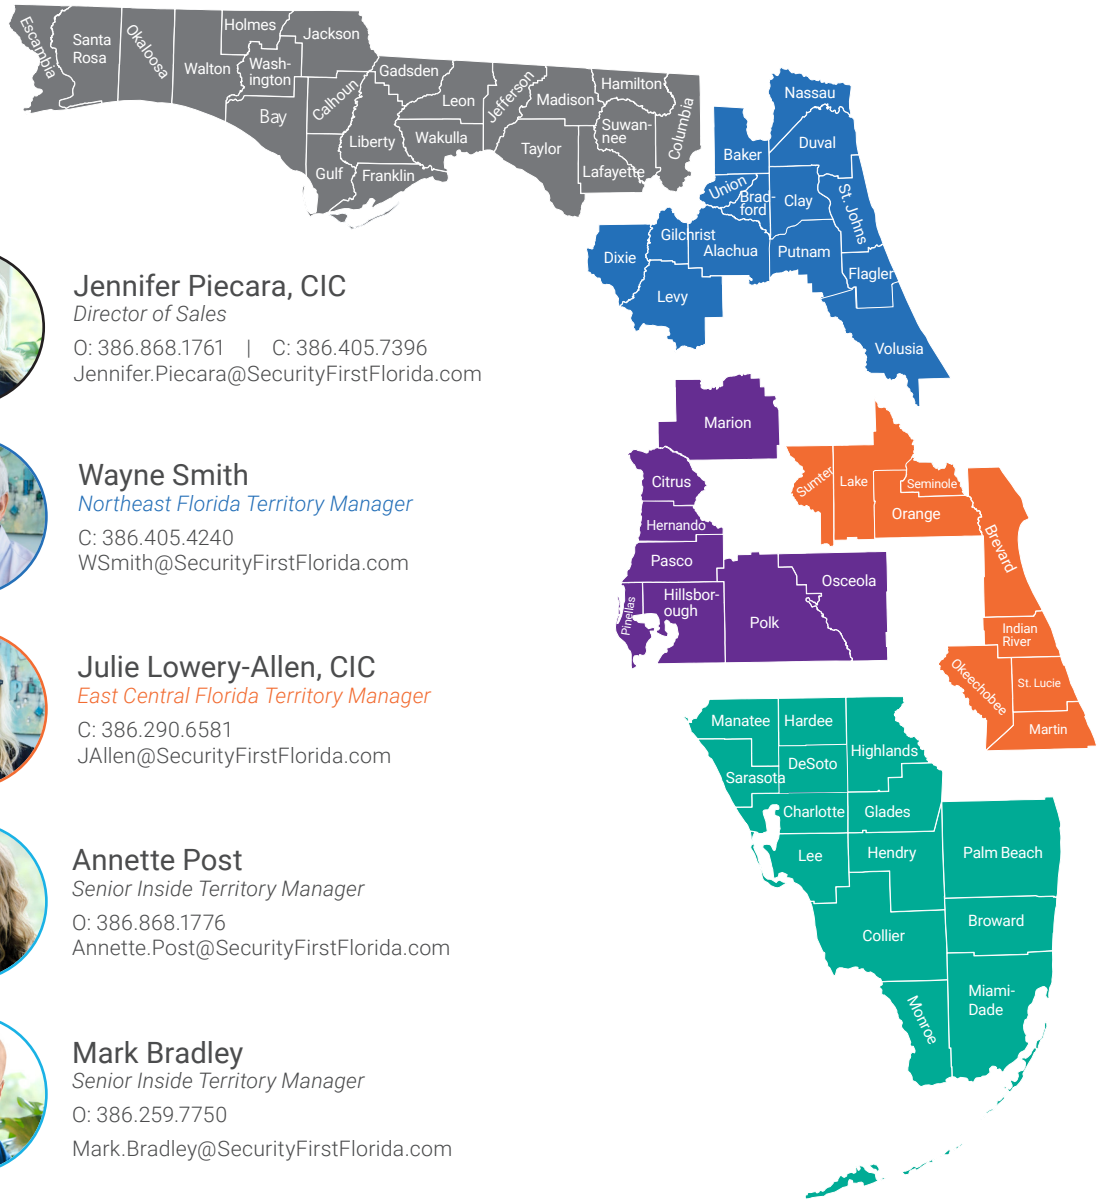 Escambia
Santa
Rosa
Okaloosa
Walton
Holmes
Wash-
ington
Jackson
Bay
Calhoun
Gulf
Liberty
Gadsden
Franklin
Leon
Wakulla
Jefferson
Madison
Taylor
Hamilton
Suwan-
nee
Lafayette
Columbia
Nassau
Duval
Baker
Union
Brad-
ford
Clay
St. Johns
Gilchrist
Alachua
Putnam
Dixie
Levy
Flagler
Volusia
Jennifer Piecara, CIC
Director of Sales
O: 386.868.1761 | C: 386.405.7396
Jennifer.Piecara@SecurityFirstFlorida.com
Wayne Smith
Northeast Florida Territory Manager
C: 386.405.4240
WSmith@SecurityFirstFlorida.com
Marion
Citrus
Hernando
Pasco
Pinellas
Hillsbor-
ough
Polk
Osceola
Sumter
Lake
Seminole
Orange
Brevard
Indian
River
Okeechobee
St. Lucie
Martin
Julie Lowery-Allen, CIC
East Central Florida Territory Manager
C: 386.290.6581
JAllen@SecurityFirstFlorida.com
Manatee
Hardee
Highlands
Sarasota
DeSoto
Charlotte
Glades
Lee
Hendry
Palm Beach
Collier
Broward
Monroe
Miami-
Dade
Annette Post
Senior Inside Territory Manager
O: 386.868.1776
Annette.Post@SecurityFirstFlorida.com
Mark Bradley
Senior Inside Territory Manager
O: 386.259.7750
Mark.Bradley@SecurityFirstFlorida.com